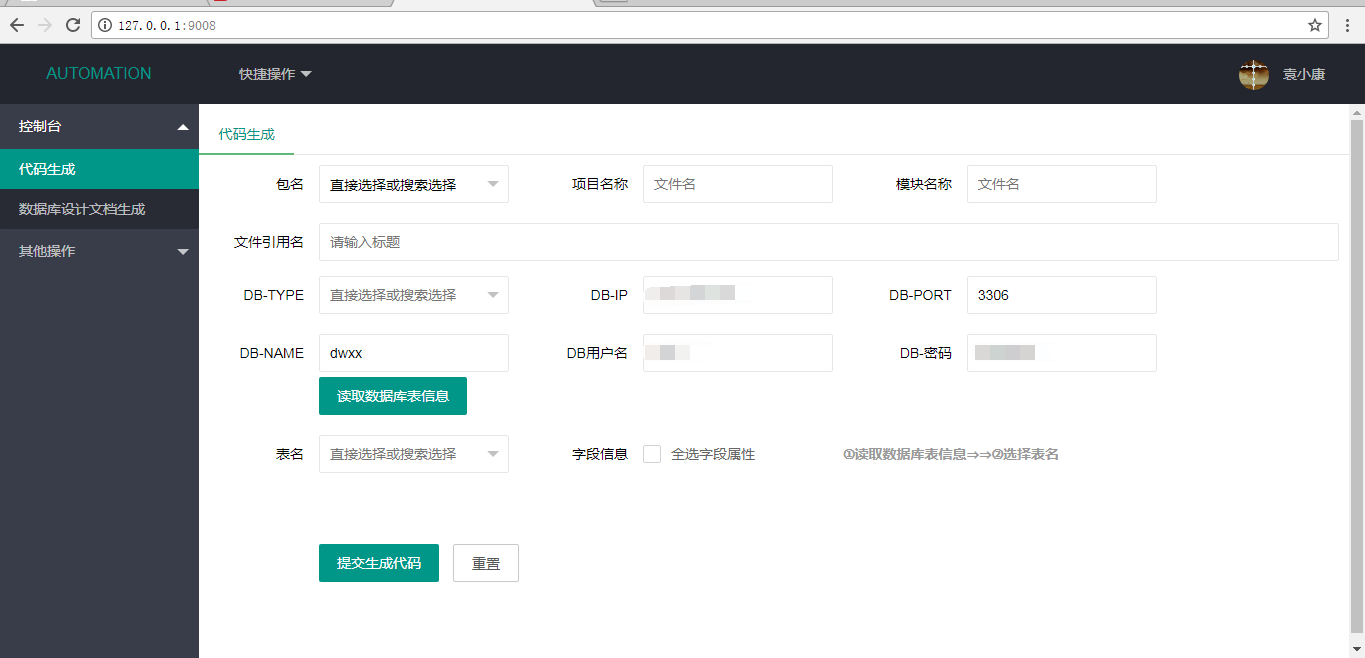 127.0.0.1:9008
AUTOMATION
快捷操作
袁小康
控制台
代码生成
数据库设计文档生成
其他操作
代码生成
包名 直接选择或搜索选择 项目名称 文件名 模块名称 文件名
文件引用名 请输入标题
DB-TYPE 直接选择或搜索选择 DB-IP DB-PORT 3306
DB-NAME dwxx DB用户名 DB-密码
读取数据库表信息
表名 直接选择或搜索选择 字段信息 全选字段属性 ①读取数据库表信息⇒⇒②选择表名
提交生成代码 重置